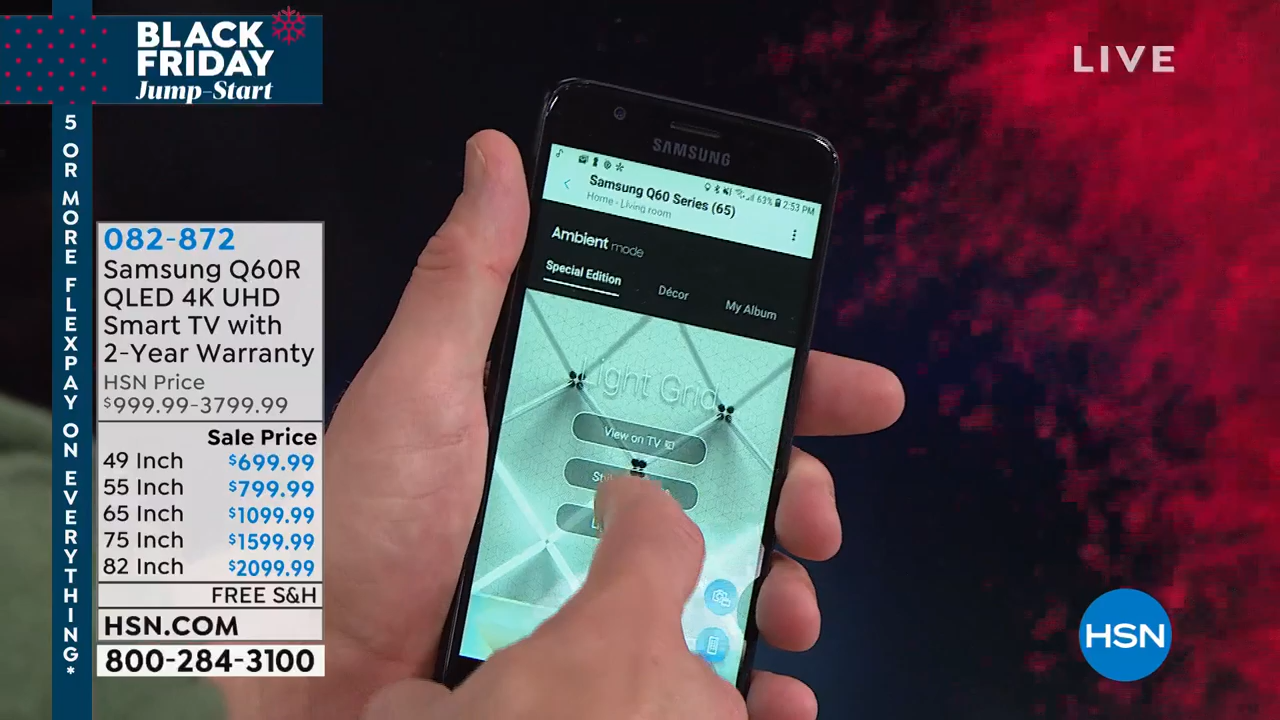 BLACK
FRIDAY
Jump-Start
LIVE
5 OR MORE FLEXPAY ON EVERYTHING*
082-872
Samsung Q60R
QLED 4K UHD
Smart TV with
2-Year Warranty
HSN Price
$999.99-3799.99
Sale Price
49 Inch $699.99
55 Inch $799.99
65 Inch $1099.99
75 Inch $1599.99
82 Inch $2099.99
FREE S&H
HSN.COM
800-284-3100
SAMSUNG
63% 2:53 PM
Samsung Q60 Series (65)
Home - Living room
Ambient mode
Special Edition Décor My Album
Light Grid
View on TV
HSN